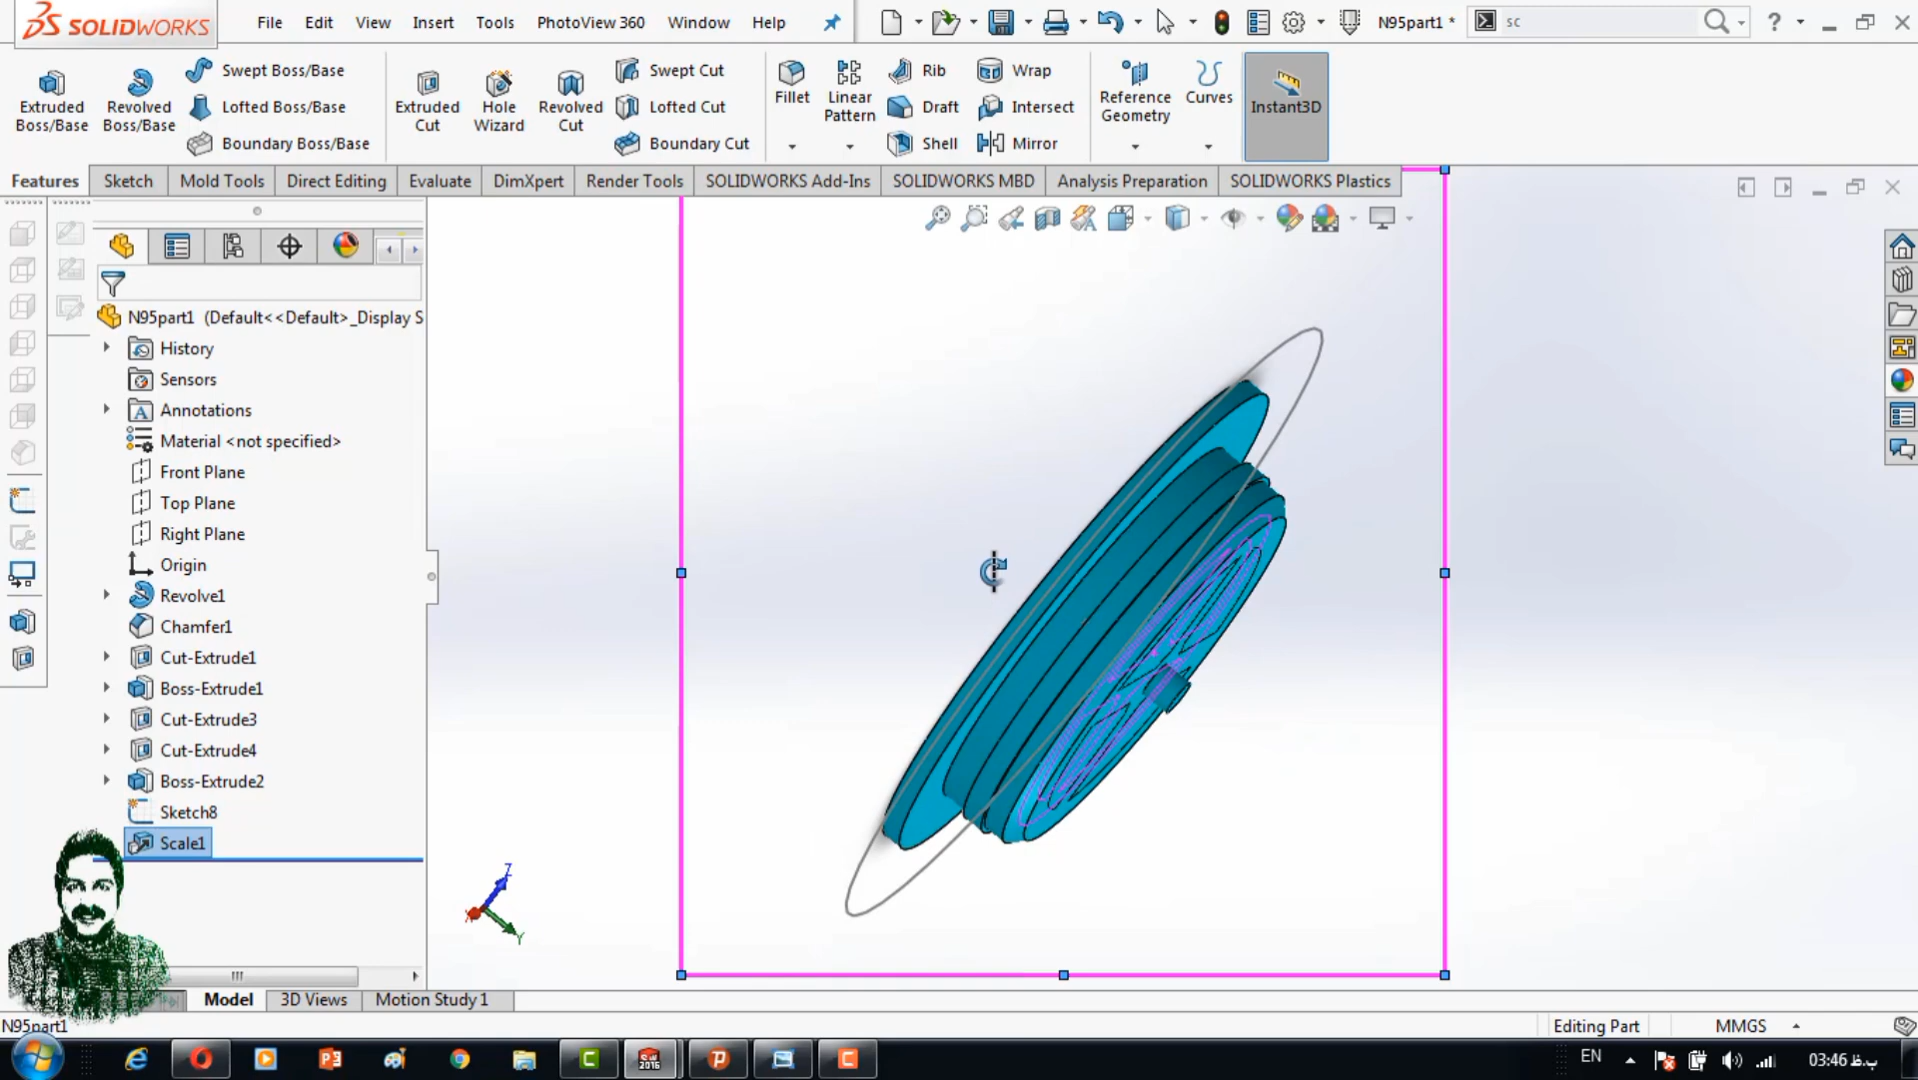 SOLIDWORKS File Edit View Insert Tools PhotoView 360 Window Help N95part1 * sc ?
Extruded Boss/Base
Revolved Boss/Base
Swept Boss/Base
Lofted Boss/Base
Boundary Boss/Base
Extruded Cut
Hole Wizard
Revolved Cut
Swept Cut
Lofted Cut
Boundary Cut
Fillet
Linear Pattern
Rib
Draft
Shell
Wrap
Intersect
Mirror
Reference Geometry
Curves
Instant3D
Features Sketch Mold Tools Direct Editing Evaluate DimXpert Render Tools SOLIDWORKS Add-Ins SOLIDWORKS MBD Analysis Preparation SOLIDWORKS Plastics
N95part1 (Default<<Default>_Display S
History
Sensors
A Annotations
Material <not specified>
Front Plane
Top Plane
Right Plane
Origin
Revolve1
Chamfer1
Cut-Extrude1
Boss-Extrude1
Cut-Extrude3
Cut-Extrude4
Boss-Extrude2
Sketch8
Scale1
Z
Y
Model 3D Views Motion Study 1
N95part1 Editing Part MMGS
SW 2016
EN 03:46 ب.ظ